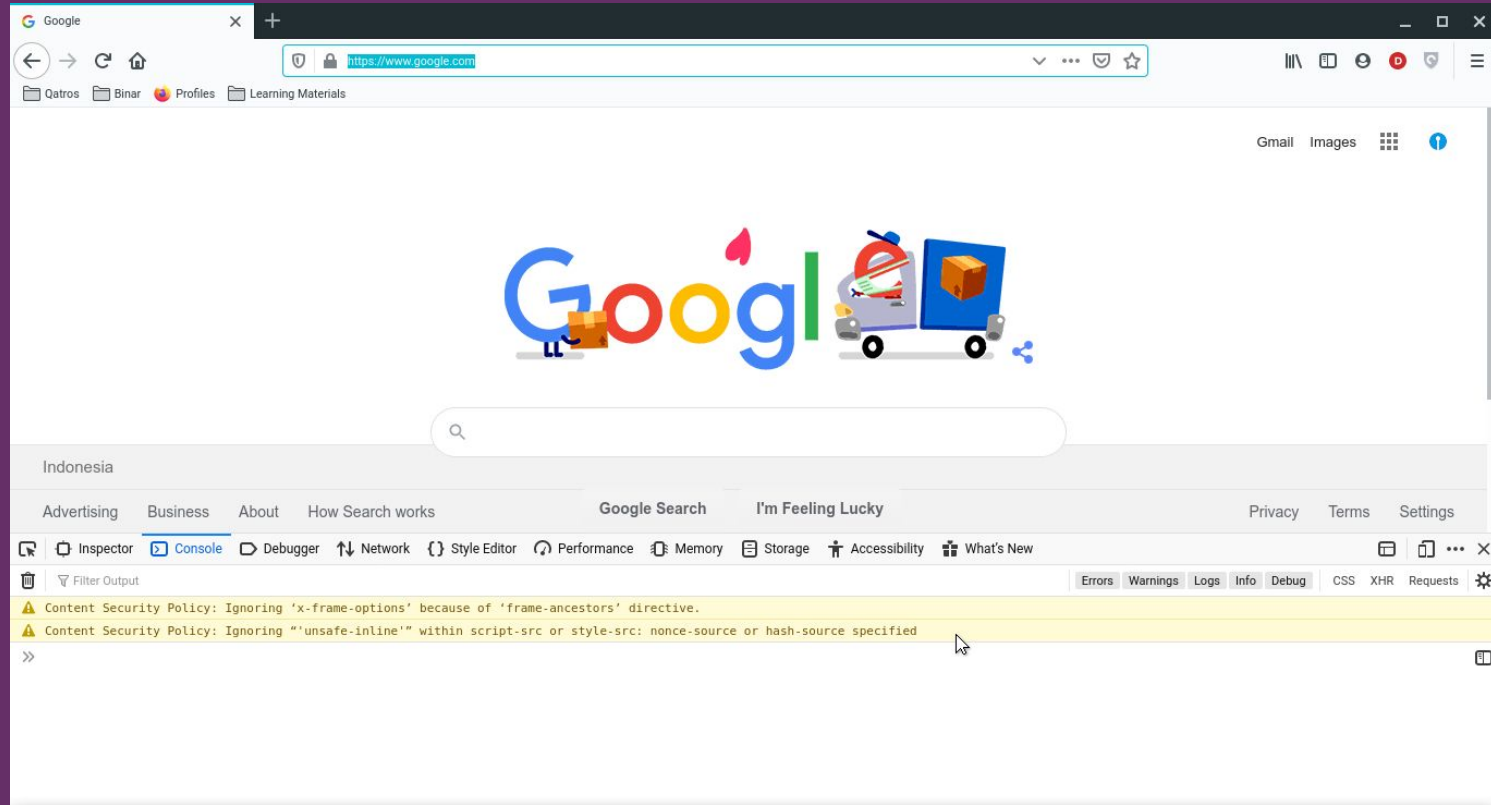 Google
https://www.google.com
Qatros Binar Profiles Learning Materials
Gmail Images
Google
Indonesia
Google Search I'm Feeling Lucky
Advertising Business About How Search works Privacy Terms Settings
Inspector Console Debugger Network Style Editor Performance Memory Storage Accessibility What's New
Filter Output Errors Warnings Logs Info Debug CSS XHR Requests
Content Security Policy: Ignoring ‘x-frame-options’ because of ‘frame-ancestors’ directive.
Content Security Policy: Ignoring “'unsafe-inline'” within script-src or style-src: nonce-source or hash-source specified